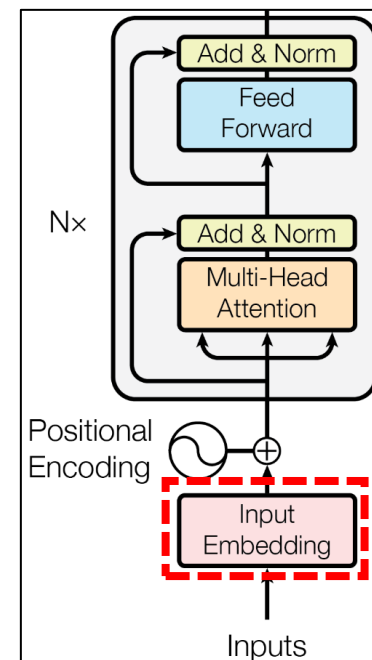 Add & Norm
Feed
Forward
N×
Add & Norm
Multi-Head
Attention
Positional
Encoding
Input
Embedding
Inputs